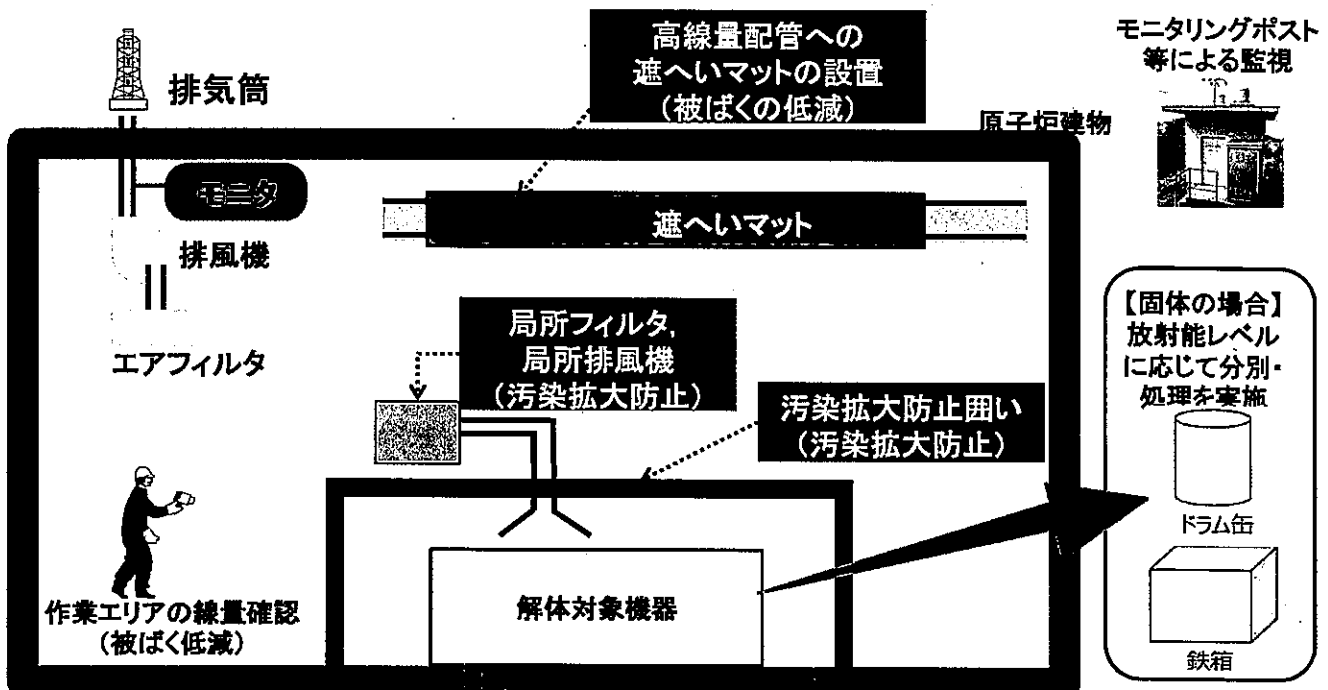 高線量配管への
遮へいマットの設置
(被ばくの低減)
モニタリングポスト
等による監視
排気筒
原子炉建物
モニタ
遮へいマット
排風機
エアフィルタ
局所フィルタ,
局所排風機
(汚染拡大防止)
汚染拡大防止囲い
(汚染拡大防止)
【固体の場合】
放射能レベル
に応じて分別・
処理を実施
ドラム缶
鉄箱
作業エリアの線量確認
(被ばく低減)
解体対象機器